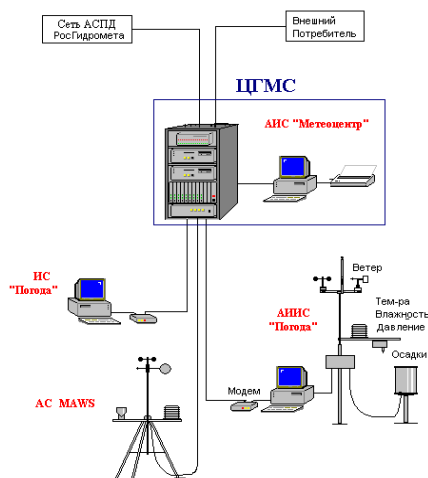 Сеть АСПД
РосГидромета
Внешний
Потребитель
ЦГМС
АИС "Метеоцентр"
ИС
"Погода"
АИИС
"Погода"
Ветер
Тем-ра
Влажность
Давление
Осадки
Модем
АС MAWS